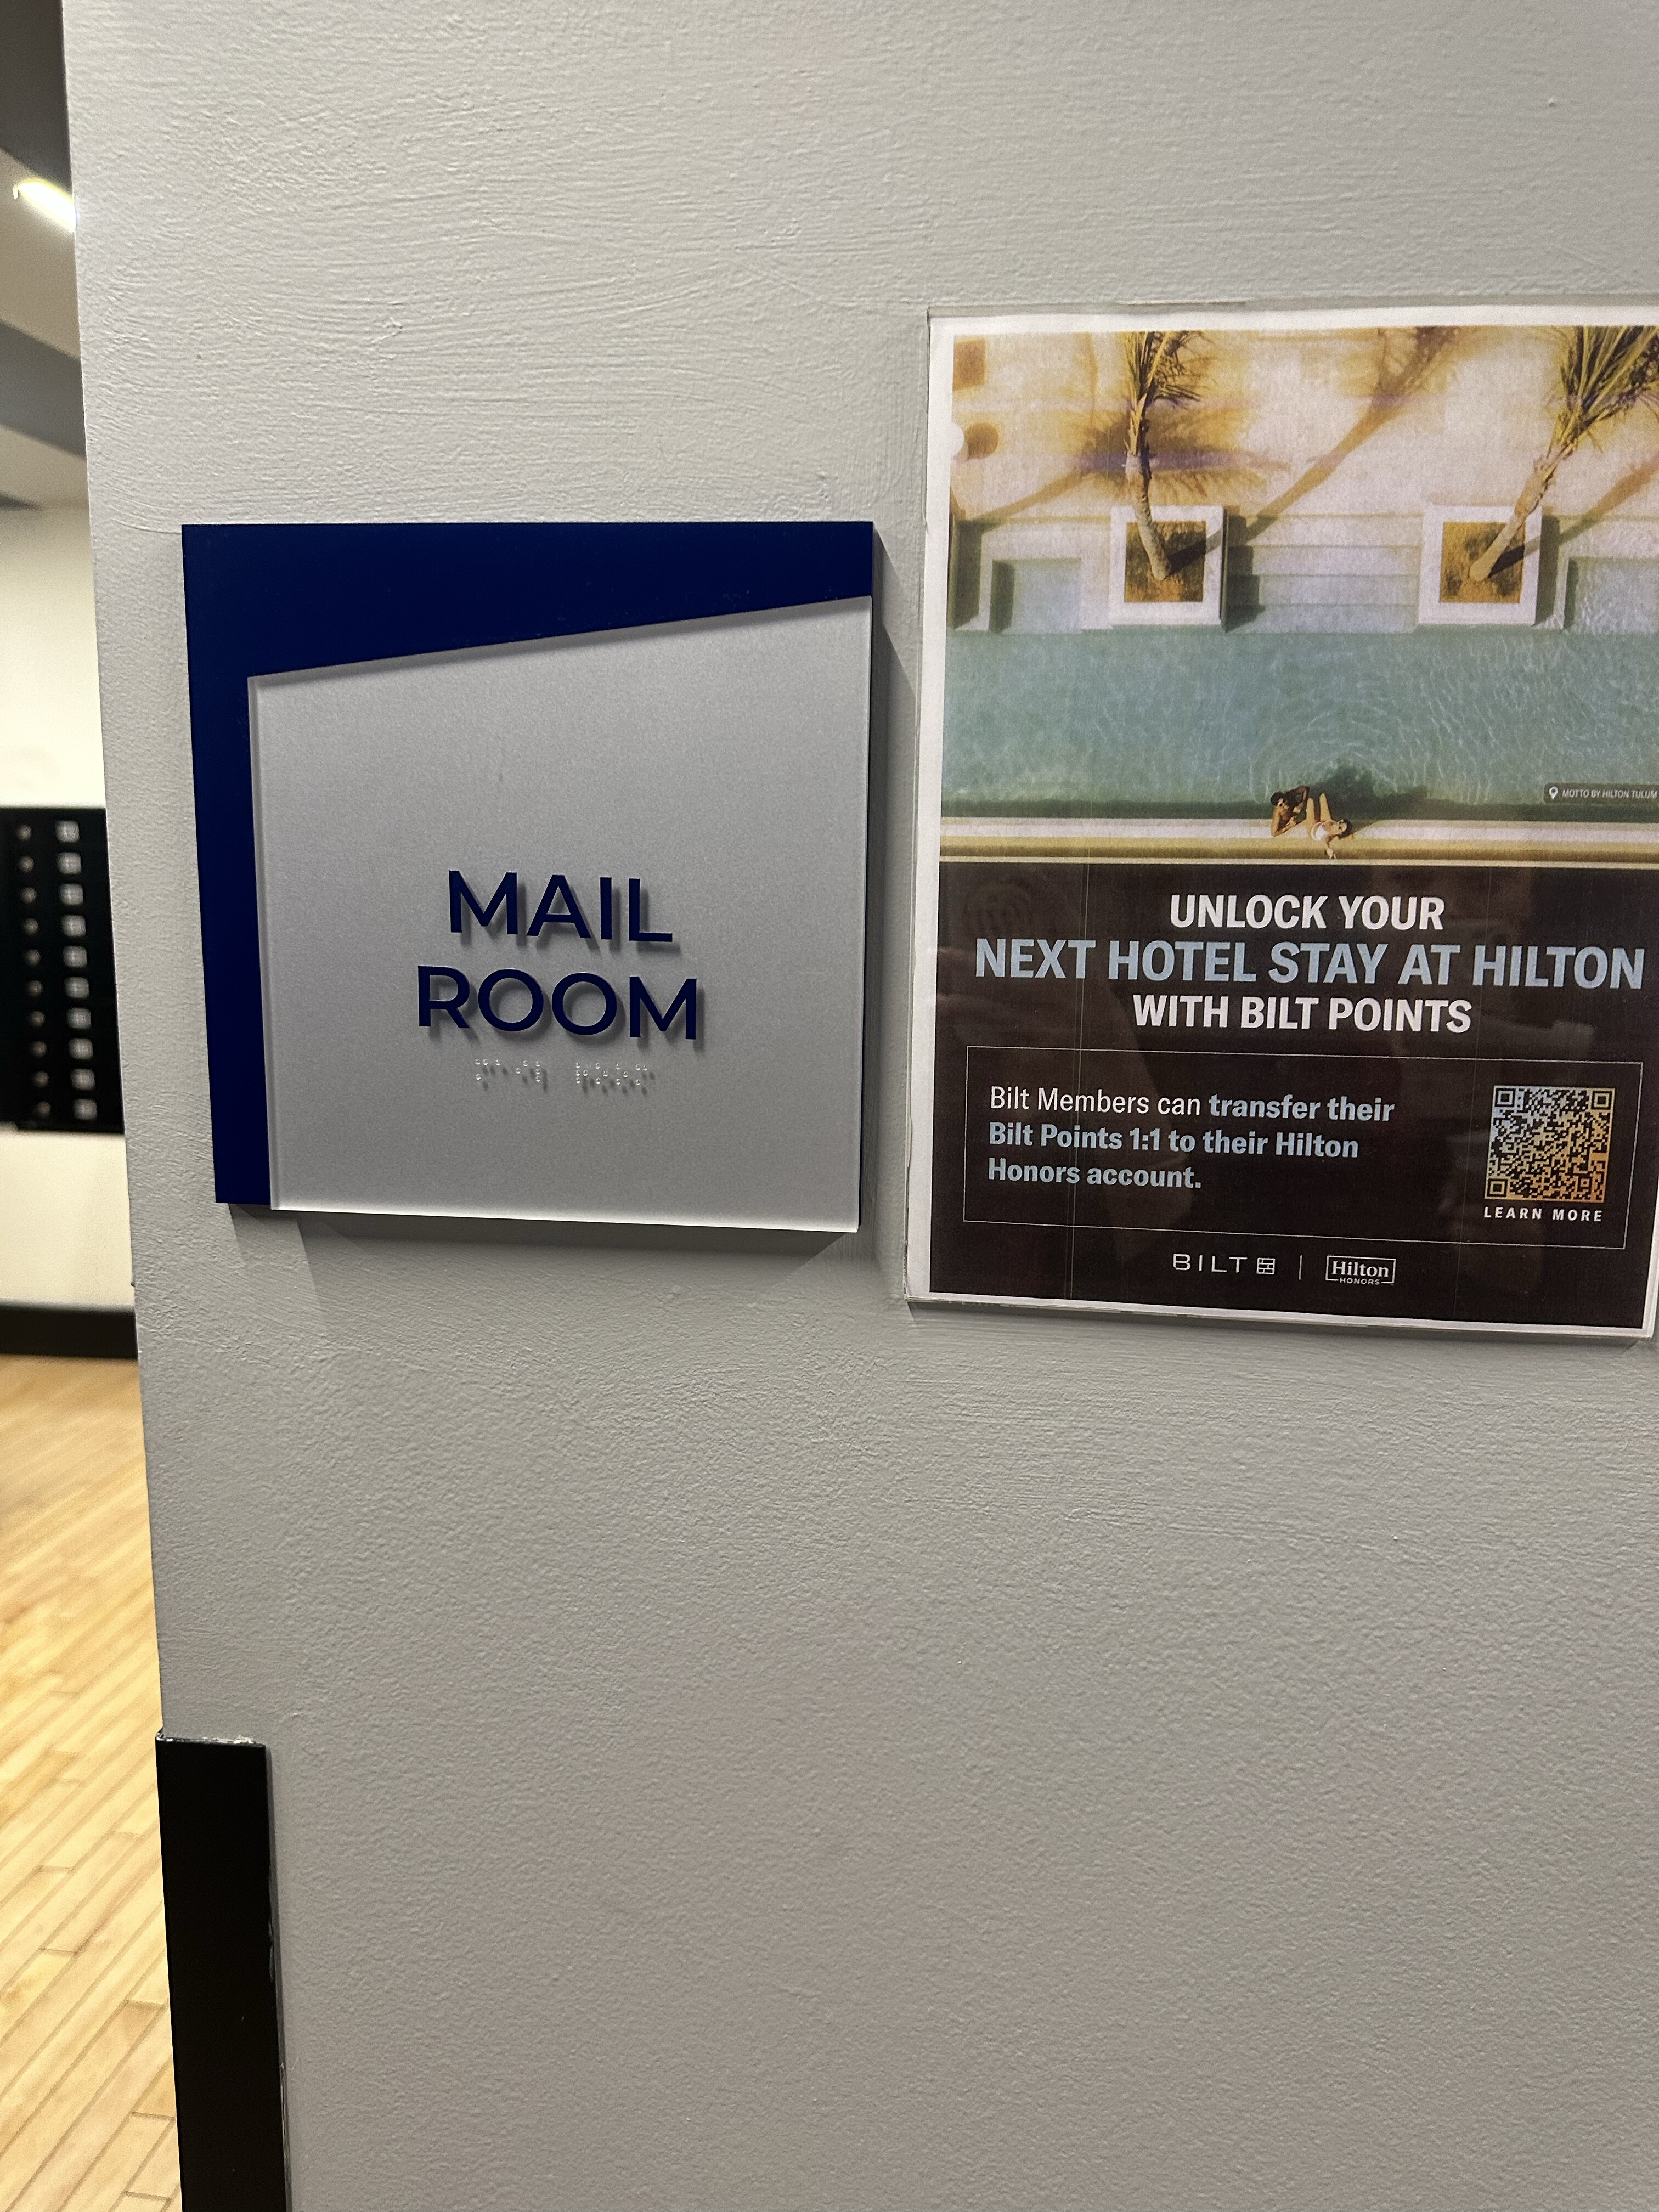 MAIL
ROOM
MOTTO BY HILTON TULUM
UNLOCK YOUR
NEXT HOTEL STAY AT HILTON
WITH BILT POINTS
Bilt Members can transfer their
Bilt Points 1:1 to their Hilton
Honors account.
LEARN MORE
BILT | Hilton
HONORS